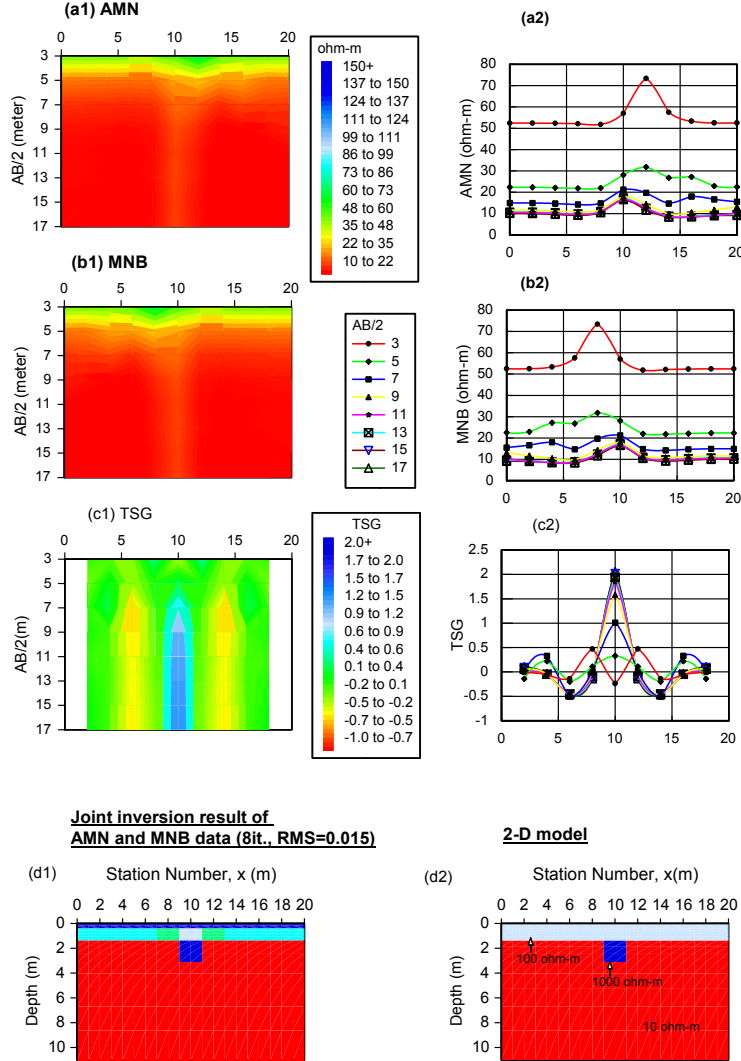 (a1) AMN
0 5 10 15 20
3
5
7
9
11
13
15
17
AB/2 (meter)
ohm-m
150+
137 to 150
124 to 137
111 to 124
99 to 111
86 to 99
73 to 86
60 to 73
48 to 60
35 to 48
22 to 35
10 to 22
(a2)
80
70
60
50
40
30
20
10
0
AMN (ohm-m)
0 5 10 15 20
(b1) MNB
0 5 10 15 20
3
5
7
9
11
13
15
17
AB/2 (meter)
AB/2
3
5
7
9
11
13
15
17
(b2)
80
70
60
50
40
30
20
10
0
MNB (ohm-m)
0 5 10 15 20
(c1) TSG
0 5 10 15 20
3
5
7
9
11
13
15
17
AB/2(m)
TSG
2.0+
1.7 to 2.0
1.5 to 1.7
1.2 to 1.5
0.9 to 1.2
0.6 to 0.9
0.4 to 0.6
0.1 to 0.4
-0.2 to 0.1
-0.5 to -0.2
-0.7 to -0.5
-1.0 to -0.7
(c2)
2.5
2
1.5
1
0.5
0
-0.5
-1
TSG
0 5 10 15 20
Joint inversion result of
AMN and MNB data (8it., RMS=0.015)
(d1)
Station Number, x (m)
0 2 4 6 8 10 12 14 16 18 20
0
2
4
6
8
10
Depth (m)
2-D model
(d2)
Station Number, x(m)
0 2 4 6 8 10 12 14 16 18 20
0
2
4
6
8
10
Depth (m)
100 ohm-m
1000 ohm-m
10 ohm-m